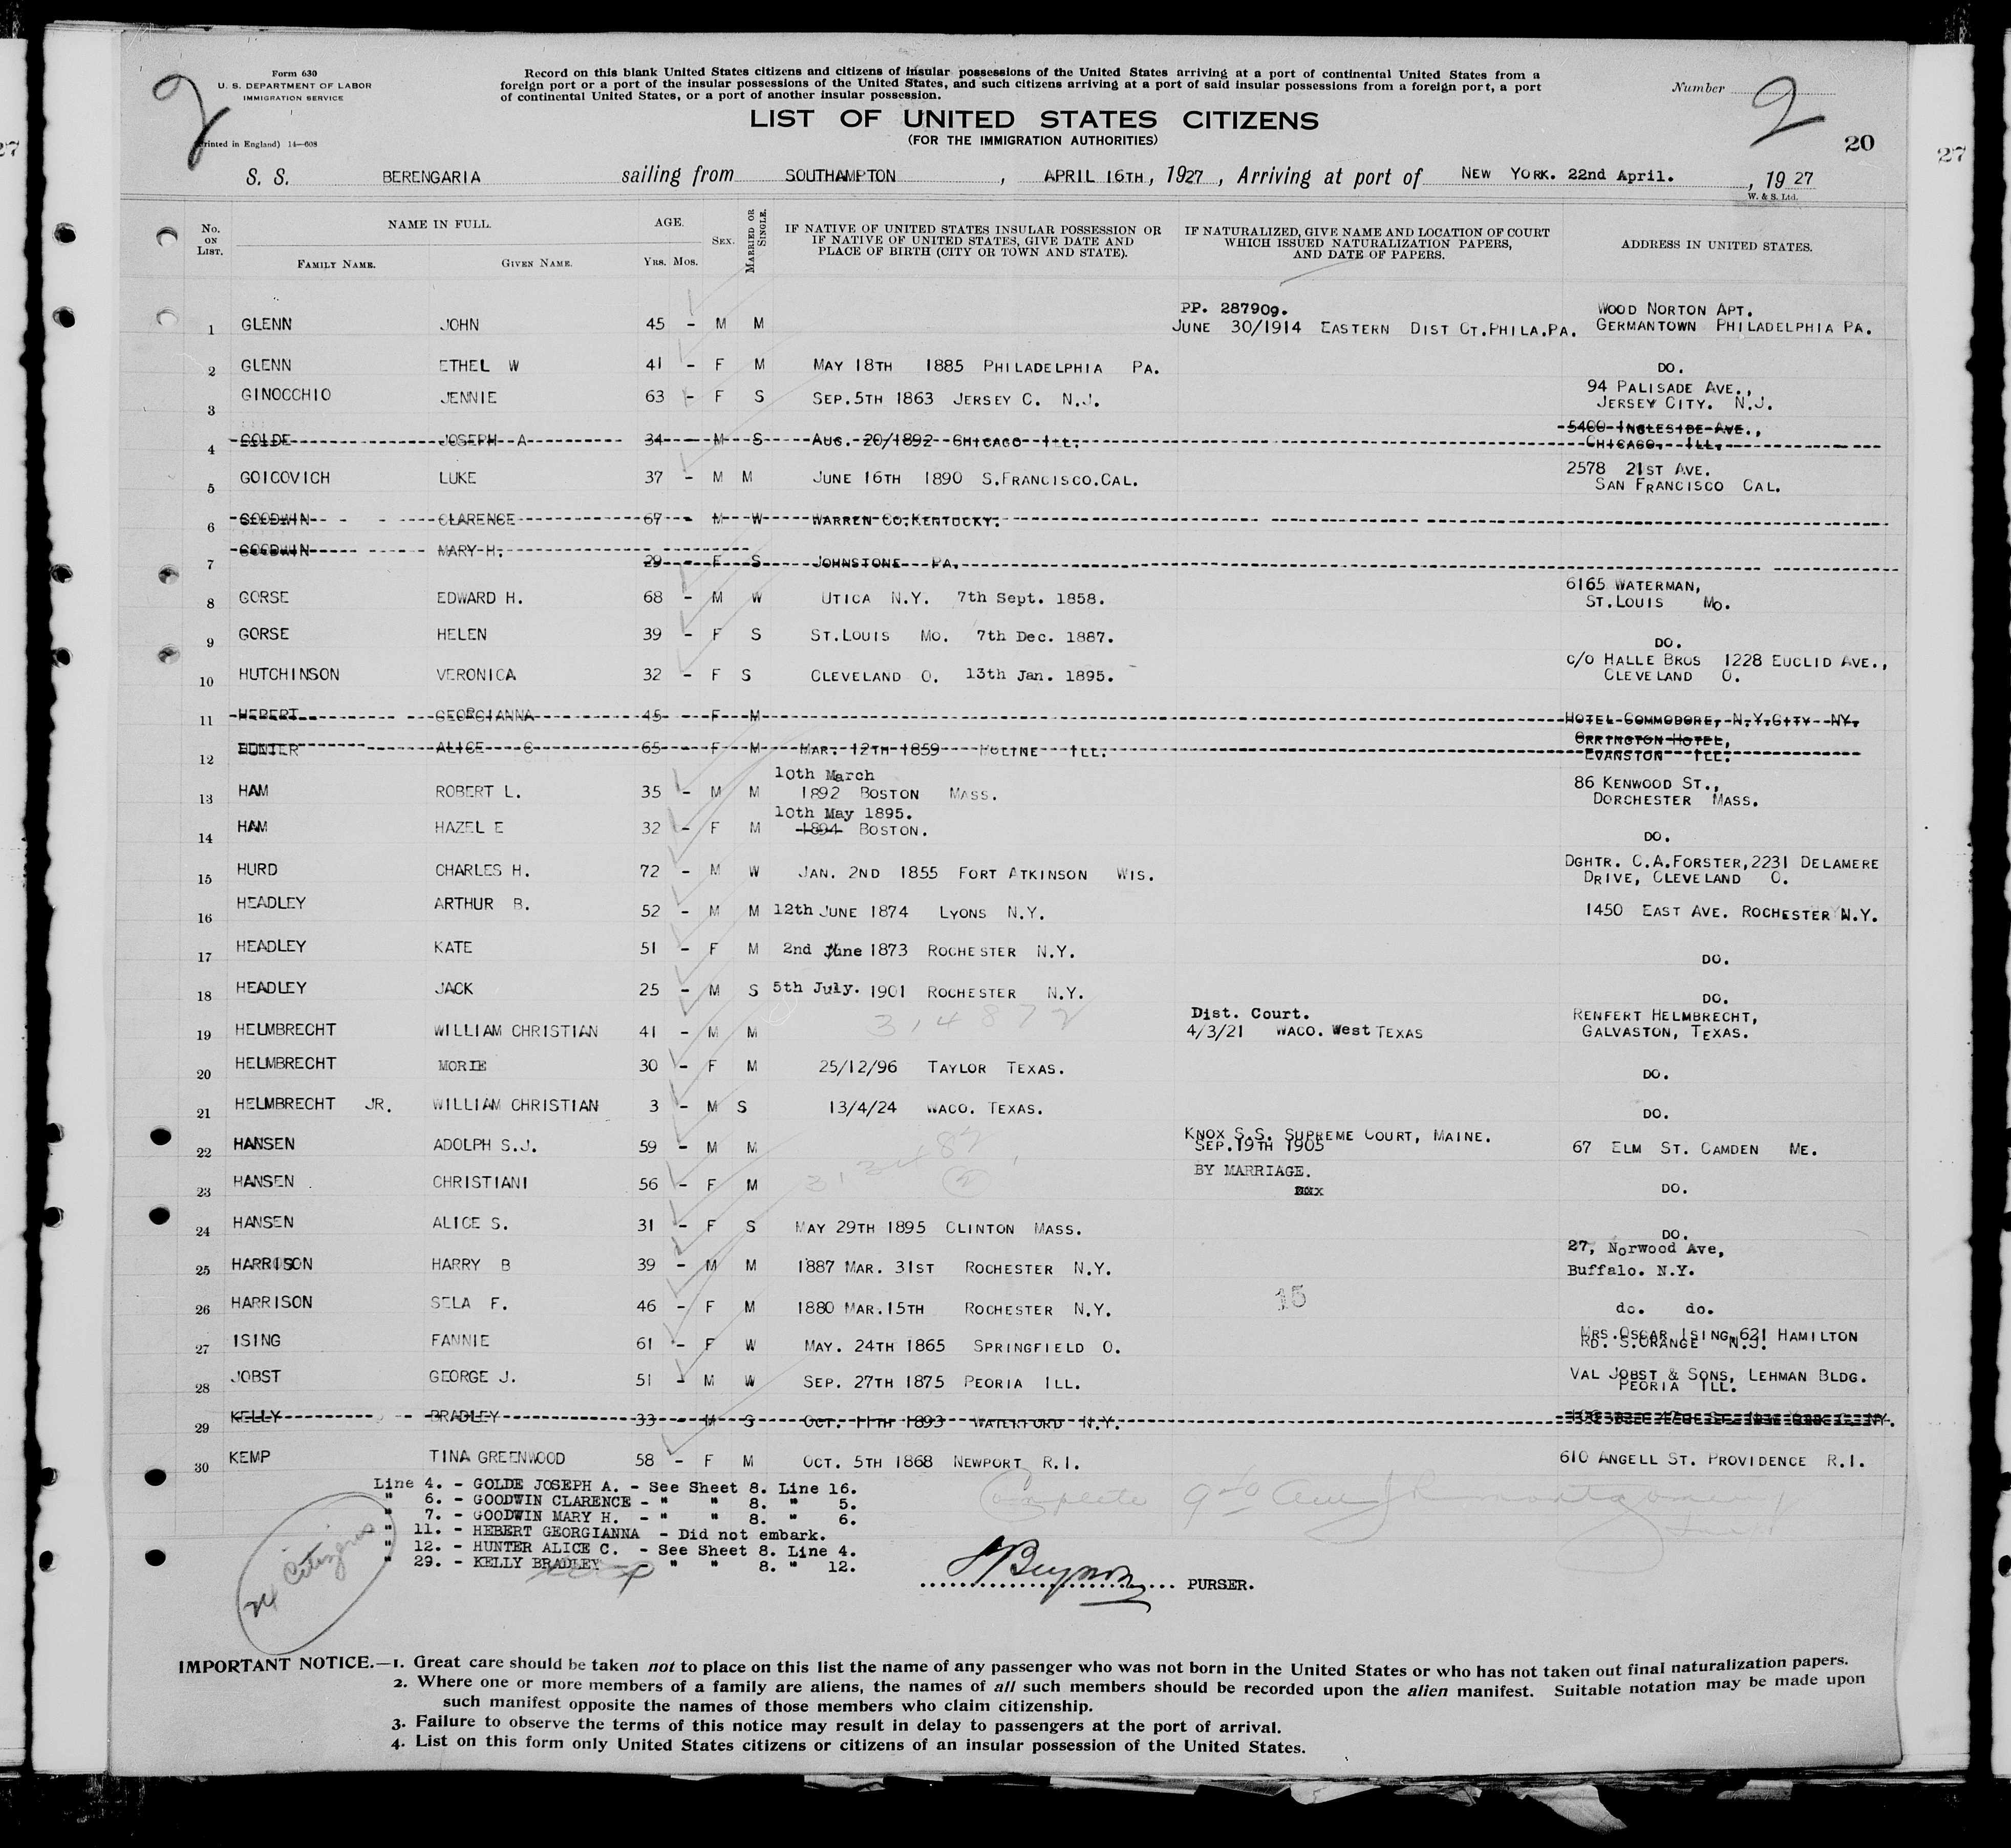 Form 630
U. S. DEPARTMENT OF LABOR
IMMIGRATION SERVICE
(Printed in England) 14—608
2
Record on this blank United States citizens and citizens of insular possessions of the United States arriving at a port of continental United States from a
foreign port or a port of the insular possessions of the United States, and such citizens arriving at a port of said insular possessions from a foreign port, a port
of continental United States, or a port of another insular possession.
LIST OF UNITED STATES CITIZENS
(FOR THE IMMIGRATION AUTHORITIES)
Number 2
20
27
27
S. S. BERENGARIA sailing from SOUTHAMPTON, APRIL 16TH, 1927, Arriving at port of NEW YORK. 22nd April., 1927
W. & S. Ltd.
No. ON LIST. NAME IN FULL. FAMILY NAME. GIVEN NAME. AGE. YRS. MOS. SEX. MARRIED OR SINGLE. IF NATIVE OF UNITED STATES INSULAR POSSESSION OR IF NATIVE OF UNITED STATES, GIVE DATE AND PLACE OF BIRTH (CITY OR TOWN AND STATE). IF NATURALIZED, GIVE NAME AND LOCATION OF COURT WHICH ISSUED NATURALIZATION PAPERS, AND DATE OF PAPERS. ADDRESS IN UNITED STATES.
1 GLENN JOHN 45 - M M PP. 287909. JUNE 30/1914 EASTERN DIST CT.PHILA.PA. WOOD NORTON APT. GERMANTOWN PHILADELPHIA PA.
2 GLENN ETHEL W 41 - F M MAY 18TH 1885 PHILADELPHIA PA. DO.
3 GINOCCHIO JENNIE 63 - F S SEP.5TH 1863 JERSEY C. N.J. 94 PALISADE AVE., JERSEY CITY. N.J.
4 GOLDE JOSEPH A 34 - M S AUG. 20/1892 CHICAGO ILL. 5400 INGLESIDE AVE., CHICAGO. ILL.
5 GOICOVICH LUKE 37 - M M JUNE 16TH 1890 S.FRANCISCO.CAL. 2578 21ST AVE. SAN FRANCISCO CAL.
6 GOODWIN CLARENCE 67 - M W WARREN CO.KENTUCKY.
7 GOODWIN MARY H. 29 - F S JOHNSTONE PA.
8 GORSE EDWARD H. 68 - M W UTICA N.Y. 7th Sept. 1858. 6165 WATERMAN, ST.LOUIS MO.
9 GORSE HELEN 39 - F S ST.LOUIS MO. 7th Dec. 1887. DO.
10 HUTCHINSON VERONICA 32 - F S CLEVELAND O. 13th Jan. 1895. C/O HALLE BROS 1228 EUCLID AVE., CLEVELAND O.
11 HEBERT GEORGIANNA 45 - F M HOTEL COMMODORE, N.Y.CITY NY.
12 HUNTER ALICE C 65 - F M MAR. 12TH 1859 MOLINE ILL. ORRINGTON HOTEL, EVANSTON ILL.
13 HAM ROBERT L. 35 - M M 10th March 1892 BOSTON MASS. 86 KENWOOD ST., DORCHESTER MASS.
14 HAM HAZEL E 32 - F M 10th May 1895. 1894 BOSTON. DO.
15 HURD CHARLES H. 72 - M W JAN. 2ND 1855 FORT ATKINSON WIS. DGHTR. C.A.FORSTER,2231 DELAMERE DRIVE, CLEVELAND O.
16 HEADLEY ARTHUR B. 52 - M M 12th JUNE 1874 LYONS N.Y. 1450 EAST AVE. ROCHESTER N.Y.
17 HEADLEY KATE 51 - F M 2nd June 1873 ROCHESTER N.Y. DO.
18 HEADLEY JACK 25 - M S 5th July. 1901 ROCHESTER N.Y. DO.
19 HELMBRECHT WILLIAM CHRISTIAN 41 - M M 314872 Dist. Court. 4/3/21 WACO. West TEXAS RENFERT HELMBRECHT, GALVASTON, TEXAS.
20 HELMBRECHT MORIE 30 - F M 25/12/96 TAYLOR TEXAS. DO.
21 HELMBRECHT JR. WILLIAM CHRISTIAN 3 - M S 13/4/24 WACO. TEXAS. DO.
22 HANSEN ADOLPH S.J. 59 - M M KNOX S.S. SUPREME COURT, MAINE. SEP.19TH 1905 67 ELM ST. CAMDEN ME.
23 HANSEN CHRISTIANI 56 - F M BY MARRIAGE. DO.
24 HANSEN ALICE S. 31 - F S MAY 29TH 1895 CLINTON MASS. DO.
25 HARRISON HARRY B 39 - M M 1887 MAR. 31ST ROCHESTER N.Y. 27, Norwood Ave, Buffalo. N.Y.
26 HARRISON SELA F. 46 - F M 1880 MAR.15TH ROCHESTER N.Y. 15 do. do.
27 ISING FANNIE 61 - F W MAY. 24TH 1865 SPRINGFIELD O. MRS.OSCAR ISING,621 HAMILTON RD. S.ORANGE N.J.
28 JOBST GEORGE J. 51 - M W SEP. 27TH 1875 PEORIA ILL. VAL JOBST & SONS, LEHMAN BLDG. PEORIA ILL.
29 KELLY BRADLEY 33 - M S OCT. 11TH 1893 WATERFORD N.Y.
30 KEMP TINA GREENWOOD 58 - F M OCT. 5TH 1868 NEWPORT R.I. 610 ANGELL ST. PROVIDENCE R.I.
Line 4. - GOLDE JOSEPH A. - See Sheet 8. Line 16.
" 6. - GOODWIN CLARENCE - " " 8. " 5.
" 7. - GOODWIN MARY H. - " " 8. " 6.
" 11. - HEBERT GEORGIANNA - Did not embark.
" 12. - HUNTER ALICE C. - See Sheet 8. Line 4.
" 29. - KELLY BRADLEY - " " 8. " 12.
24 Citizens
Complete
PURSER.
IMPORTANT NOTICE.—1. Great care should be taken not to place on this list the name of any passenger who was not born in the United States or who has not taken out final naturalization papers.
2. Where one or more members of a family are aliens, the names of all such members should be recorded upon the alien manifest. Suitable notation may be made upon
such manifest opposite the names of those members who claim citizenship.
3. Failure to observe the terms of this notice may result in delay to passengers at the port of arrival.
4. List on this form only United States citizens or citizens of an insular possession of the United States.